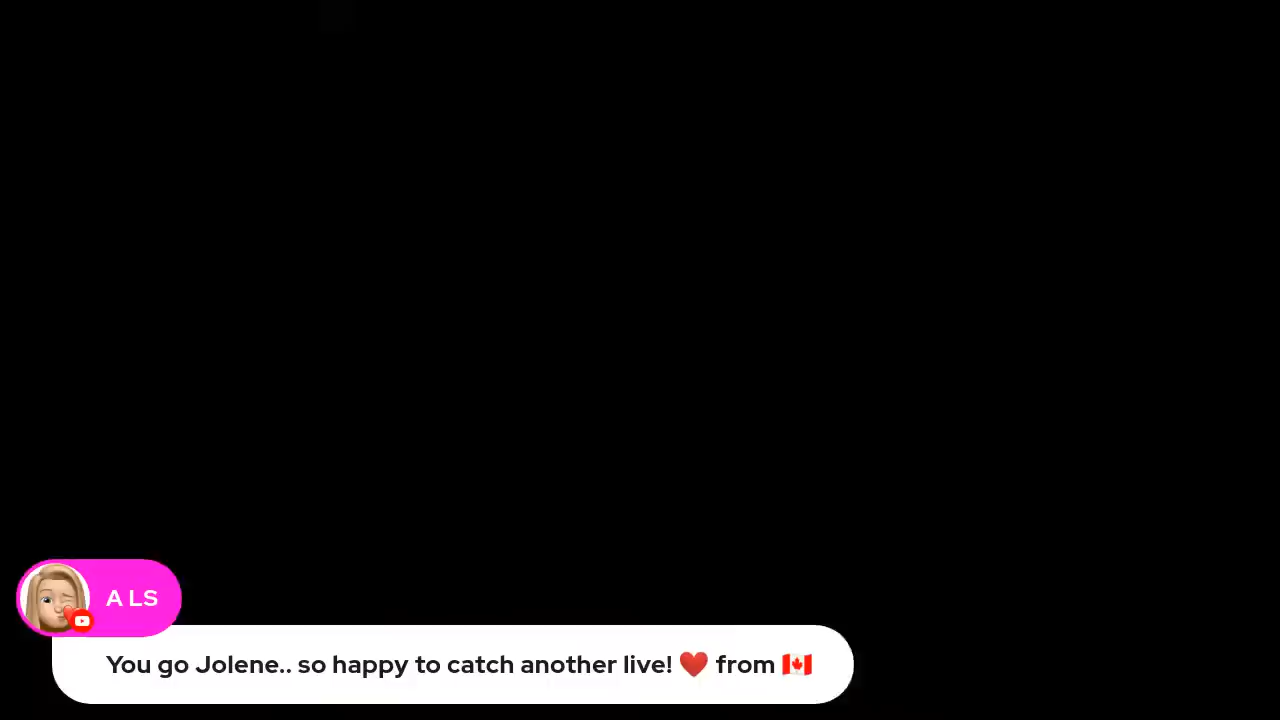 A LS
You go Jolene.. so happy to catch another live! ❤️ from 🇨🇦